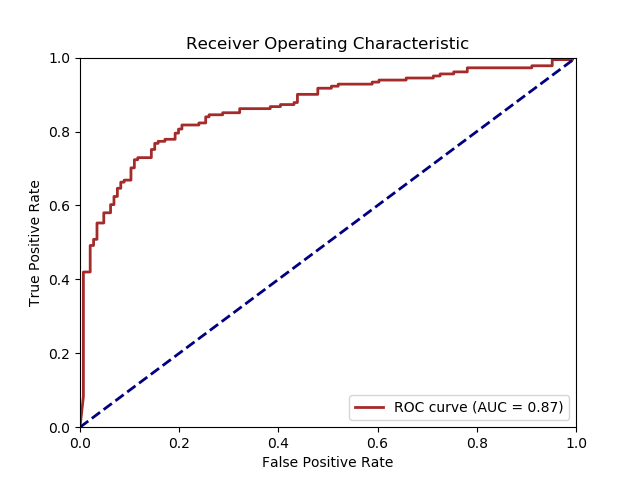 Receiver Operating Characteristic
1.0
0.8
0.6
0.4
0.2
0.0
True Positive Rate
ROC curve (AUC = 0.87)
0.0 0.2 0.4 0.6 0.8 1.0
False Positive Rate